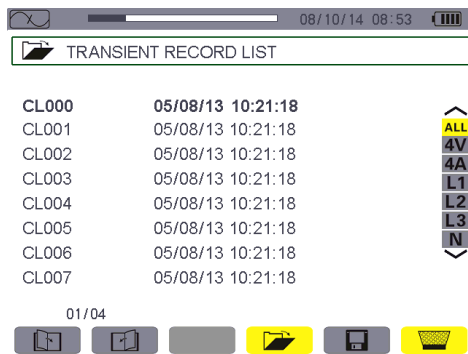 08/10/14 08:53
TRANSIENT RECORD LIST
CL000 05/08/13 10:21:18
CL001 05/08/13 10:21:18
CL002 05/08/13 10:21:18
CL003 05/08/13 10:21:18
CL004 05/08/13 10:21:18
CL005 05/08/13 10:21:18
CL006 05/08/13 10:21:18
CL007 05/08/13 10:21:18
ALL
4V
4A
L1
L2
L3
N
01/04